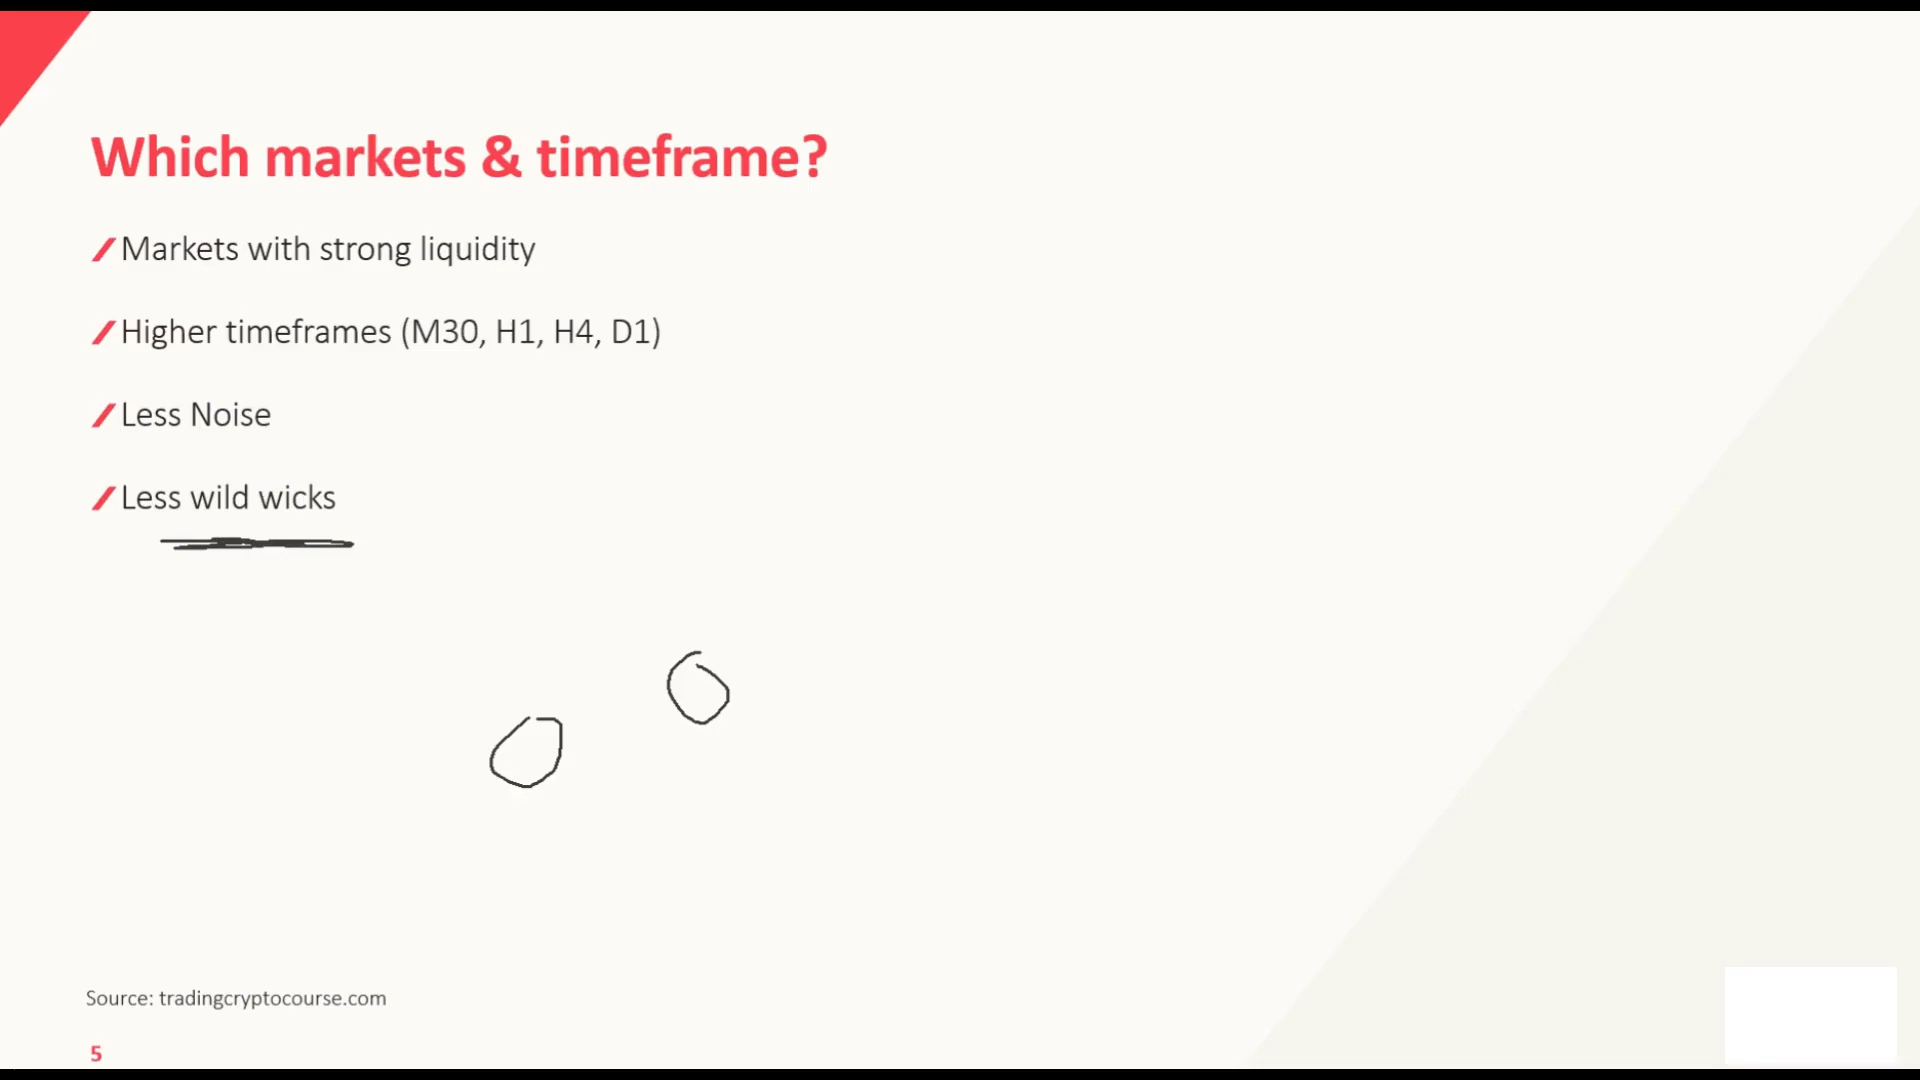 Which markets & timeframe?
Markets with strong liquidity
Higher timeframes (M30, H1, H4, D1)
Less Noise
Less wild wicks
Source: tradingcryptocourse.com
5